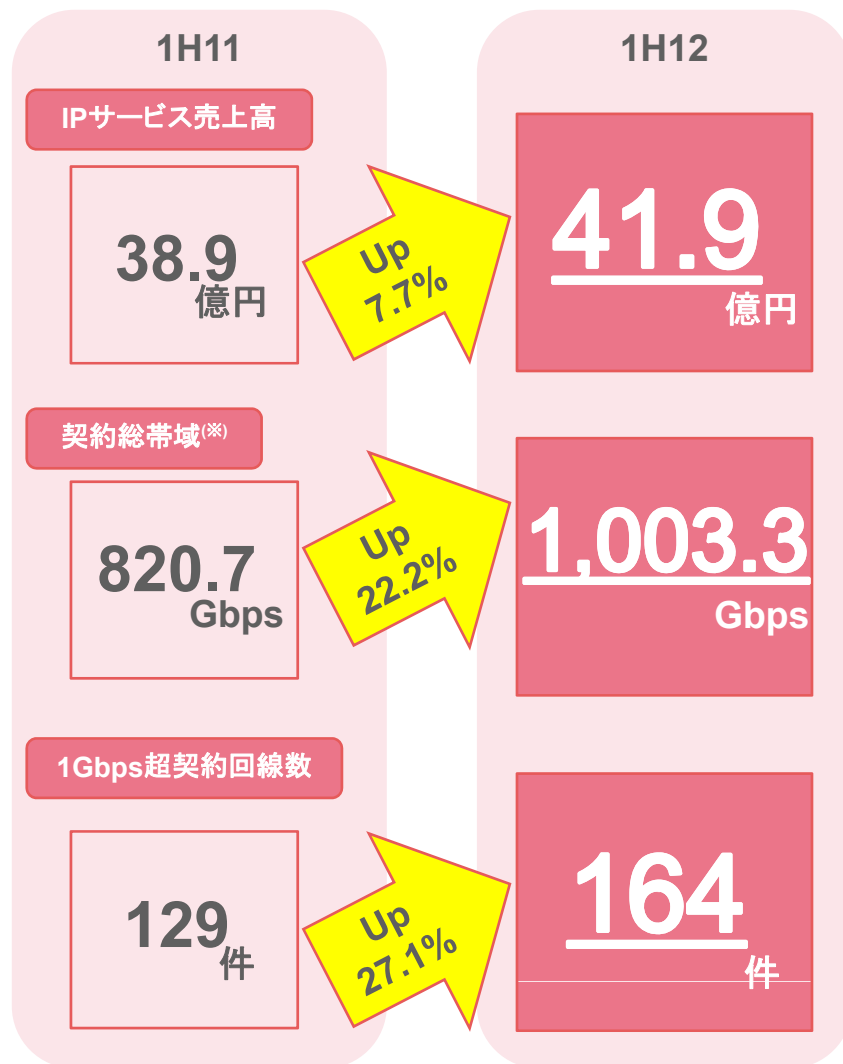 1H11
1H12
IPサービス売上高
38.9
億円
Up
7.7%
41.9
億円
契約総帯域(※)
820.7
Gbps
Up
22.2%
1,003.3
Gbps
1Gbps超契約回線数
129
件
Up
27.1%
164
件